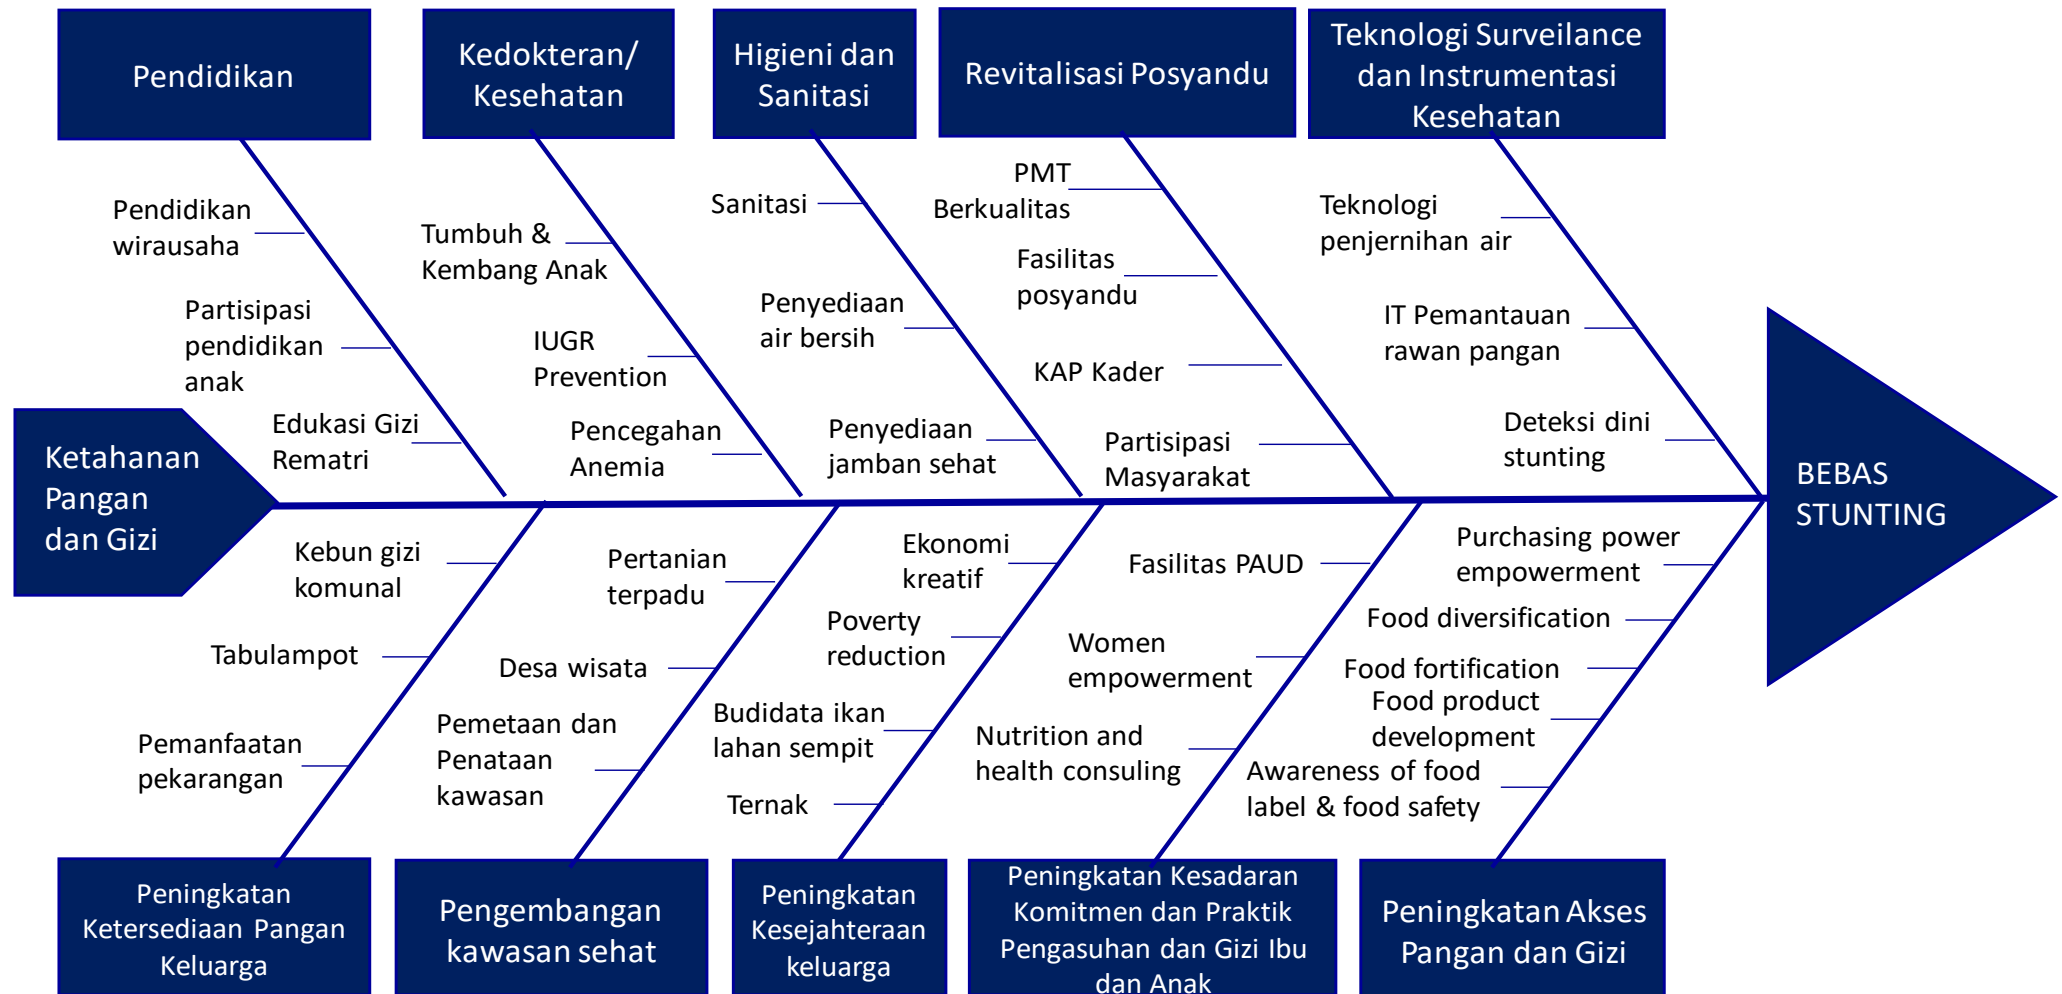 Pendidikan
Kedokteran/
Kesehatan
Higieni dan
Sanitasi
Revitalisasi Posyandu
Teknologi Surveilance
dan Instrumentasi
Kesehatan
Pendidikan
wirausaha
Partisipasi
pendidikan
anak
Edukasi Gizi
Rematri
Tumbuh &
Kembang Anak
IUGR
Prevention
Pencegahan
Anemia
Sanitasi
Penyediaan
air bersih
Penyediaan
jamban sehat
PMT
Berkualitas
Fasilitas
posyandu
KAP Kader
Partisipasi
Masyarakat
Teknologi
penjernihan air
IT Pemantauan
rawan pangan
Deteksi dini
stunting
Ketahanan
Pangan
dan Gizi
BEBAS
STUNTING
Kebun gizi
komunal
Tabulampot
Pemanfaatan
pekarangan
Pertanian
terpadu
Desa wisata
Pemetaan dan
Penataan
kawasan
Ekonomi
kreatif
Poverty
reduction
Budidata ikan
lahan sempit
Ternak
Fasilitas PAUD
Women
empowerment
Nutrition and
health consuling
Purchasing power
empowerment
Food diversification
Food fortification
Food product
development
Awareness of food
label & food safety
Peningkatan
Ketersediaan Pangan
Keluarga
Pengembangan
kawasan sehat
Peningkatan
Kesejahteraan
keluarga
Peningkatan Kesadaran
Komitmen dan Praktik
Pengasuhan dan Gizi Ibu
dan Anak
Peningkatan Akses
Pangan dan Gizi